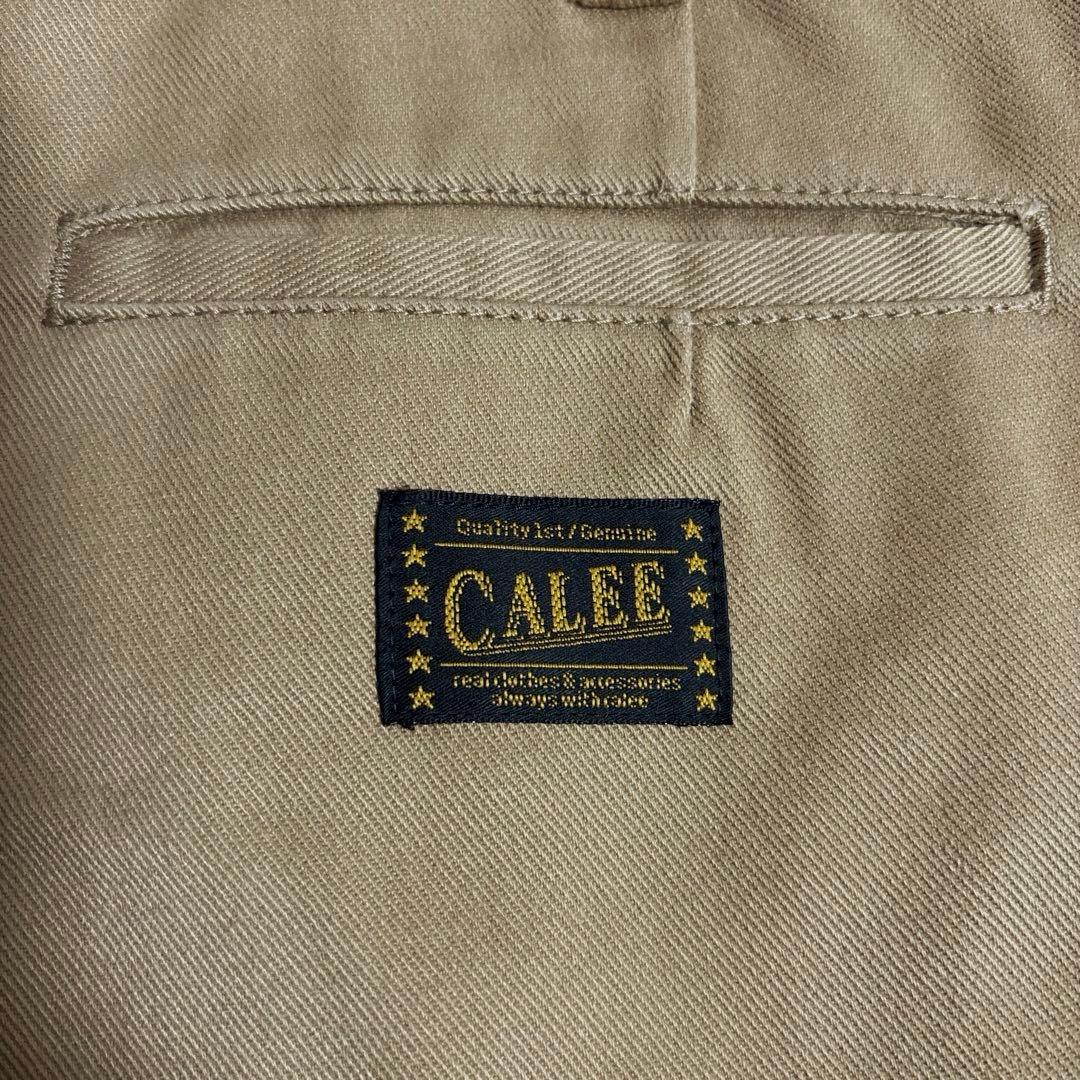 Quality 1st/Genuine
CALEE
real clothes & accessories
always with calee